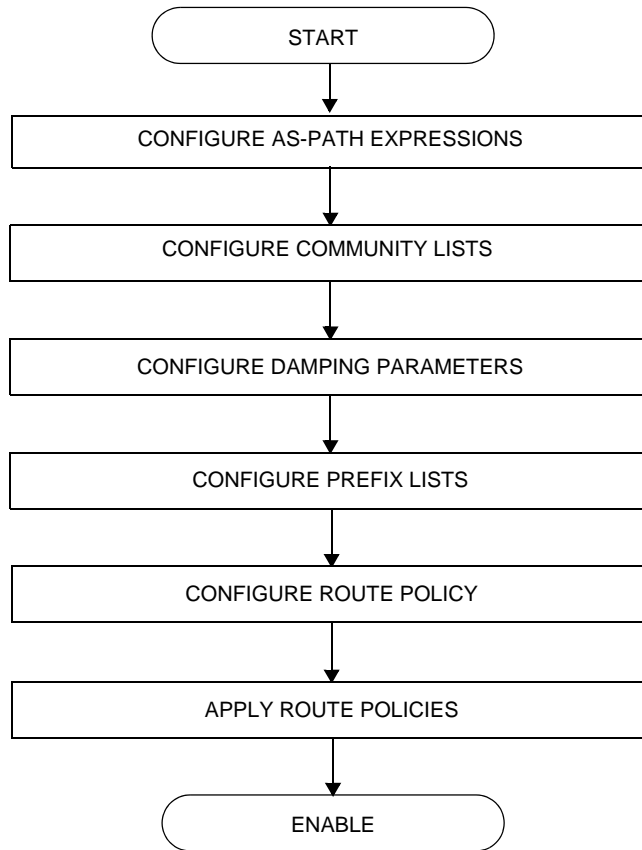 START
CONFIGURE AS-PATH EXPRESSIONS
CONFIGURE COMMUNITY LISTS
CONFIGURE DAMPING PARAMETERS
CONFIGURE PREFIX LISTS
CONFIGURE ROUTE POLICY
APPLY ROUTE POLICIES
ENABLE